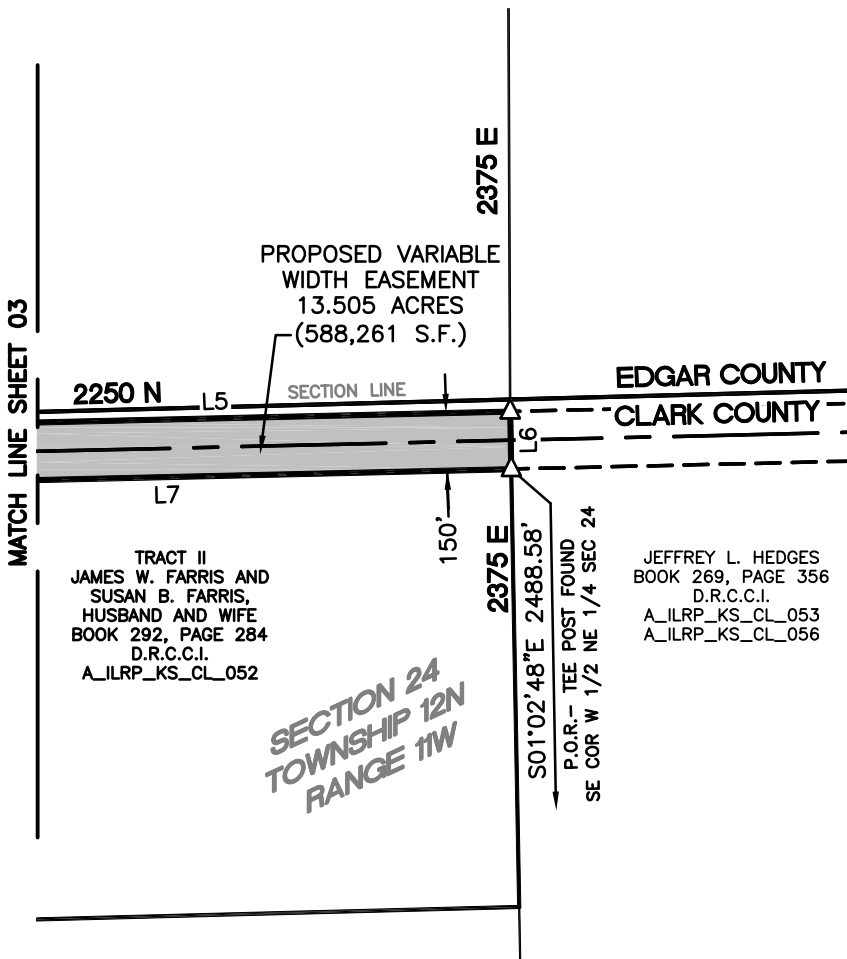 2375 E
PROPOSED VARIABLE
WIDTH EASEMENT
13.505 ACRES
(588,261 S.F.)
MATCH LINE SHEET 03
2250 N
L5
SECTION LINE
EDGAR COUNTY
CLARK COUNTY
L6
L7
150'
2375 E
S01°02'48"E 2488.58'
P.O.R.- TEE POST FOUND
SE COR W 1/2 NE 1/4 SEC 24
TRACT II
JAMES W. FARRIS AND
SUSAN B. FARRIS,
HUSBAND AND WIFE
BOOK 292, PAGE 284
D.R.C.C.I.
A_ILRP_KS_CL_052
JEFFREY L. HEDGES
BOOK 269, PAGE 356
D.R.C.C.I.
A_ILRP_KS_CL_053
A_ILRP_KS_CL_056
SECTION 24
TOWNSHIP 12N
RANGE 11W